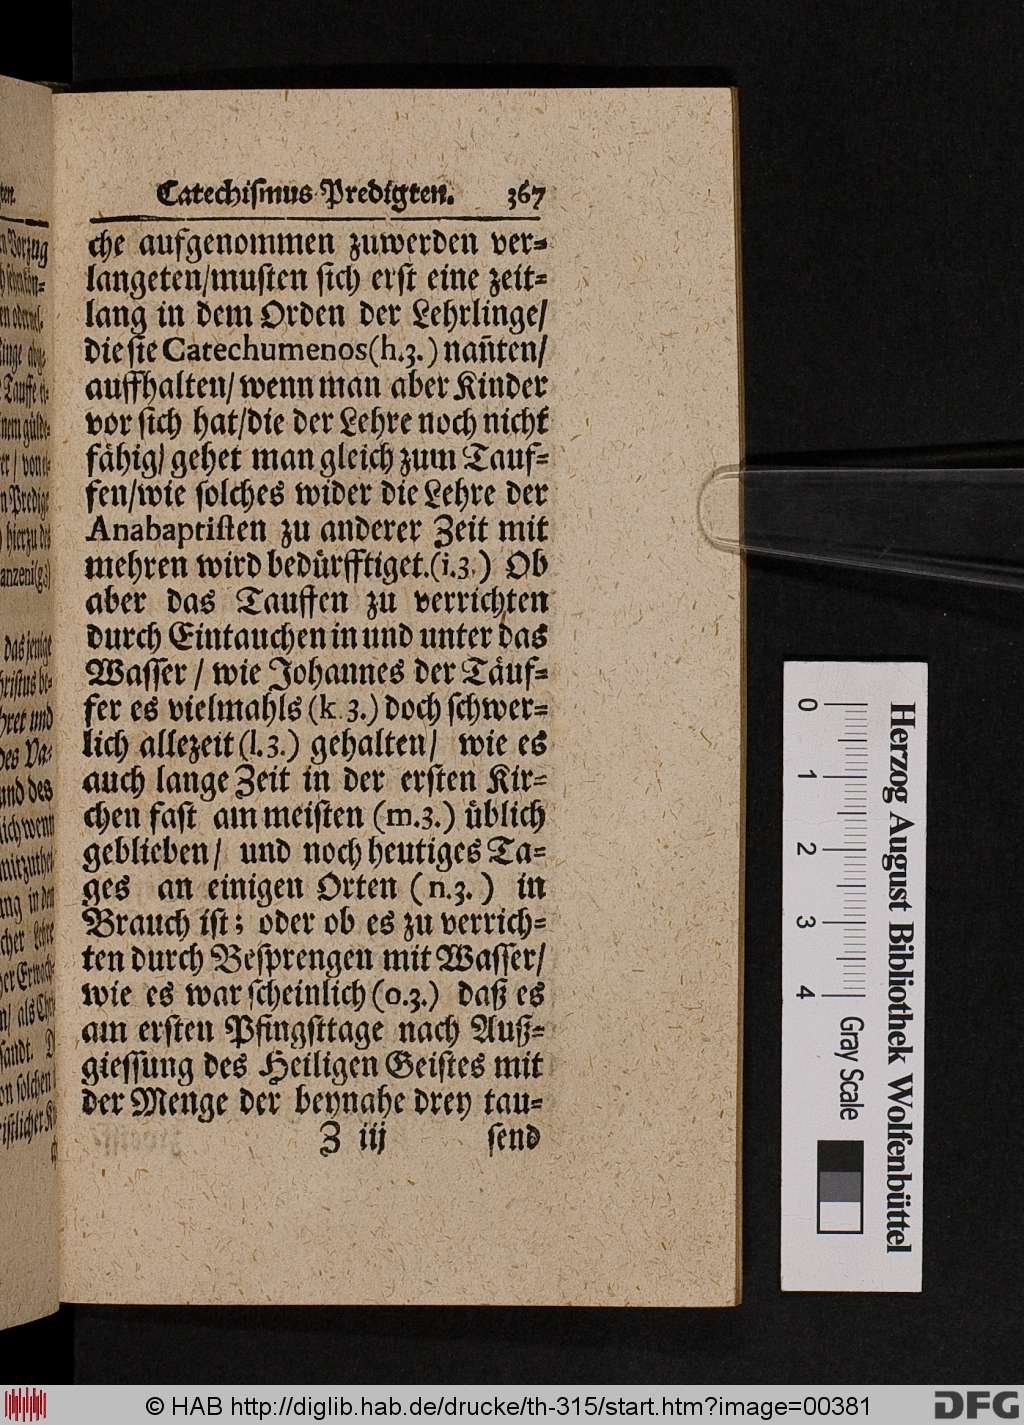 Catechismus Predigten. 367
che aufgenommen zuwerden ver=
langeten/musten sich erst eine zeit=
lang in dem Orden der Lehrlinge/
die sie Catechumenos(h.3.) nañten/
auffhalten/ wenn man aber Kinder
vor sich hat/die der Lehre noch nicht
fähig/ gehet man gleich zum Tauf=
fen/wie solches wider die Lehre der
Anabaptisten zu anderer Zeit mit
mehren wird bedürfftiget.(i.3.) Ob
aber das Tauffen zu verrichten
durch Eintauchen in und unter das
Wasser / wie Johannes der Täuf=
fer es vielmahls (k 3.) doch schwer=
lich allezeit (l.3.) gehalten/ wie es
auch lange Zeit in der ersten Kir=
chen fast am meisten (m.3.) üblich
geblieben/ und noch heutiges Ta=
ges an einigen Orten (n.3.) in
Brauch ist; oder ob es zu verrich=
ten durch Besprengen mit Wasser/
wie es war scheinlich (o.3.) daß es
am ersten Pfingsttage nach Auß=
giessung des Heiligen Geistes mit
der Menge der beynahe drey tau=
Z iij send
0 1 2 3 4 Gray Scale
Herzog August Bibliothek Wolfenbüttel
© HAB http://diglib.hab.de/drucke/th-315/start.htm?image=00381
DFG